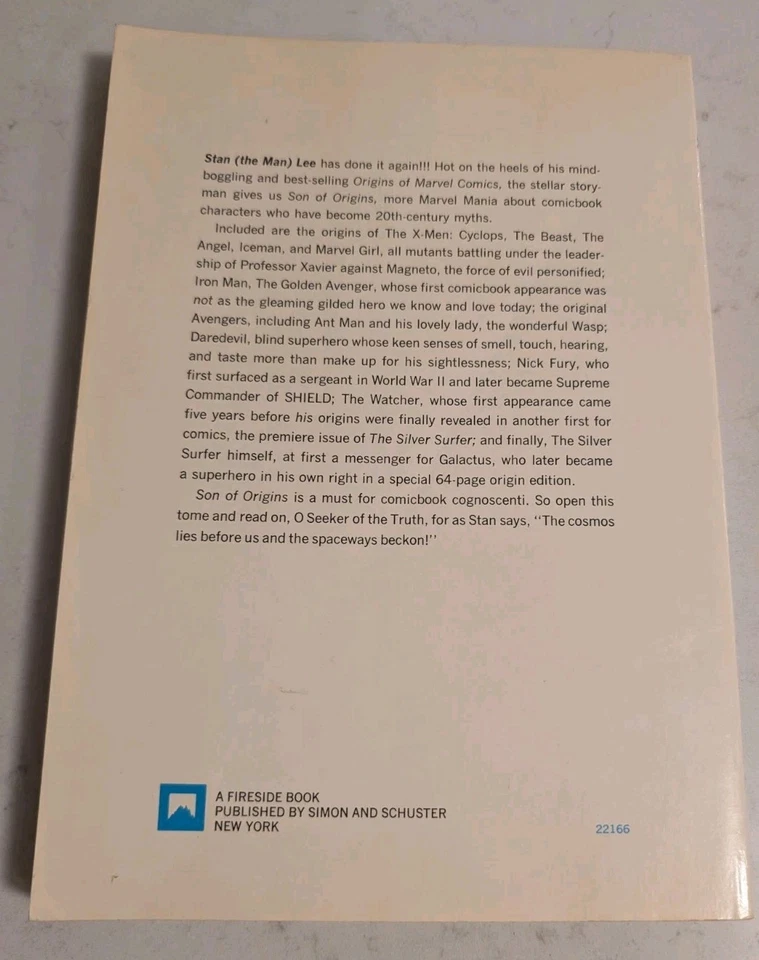 Stan (the Man) Lee has done it again!!! Hot on the heels of his mind-
boggling and best-selling Origins of Marvel Comics, the stellar story-
man gives us Son of Origins, more Marvel Mania about comicbook
characters who have become 20th-century myths.
Included are the origins of The X-Men: Cyclops, The Beast, The
Angel, Iceman, and Marvel Girl, all mutants battling under the leader-
ship of Professor Xavier against Magneto, the force of evil personified;
Iron Man, The Golden Avenger, whose first comicbook appearance was
not as the gleaming gilded hero we know and love today; the original
Avengers, including Ant Man and his lovely lady, the wonderful Wasp;
Daredevil, blind superhero whose keen senses of smell, touch, hearing,
and taste more than make up for his sightlessness; Nick Fury, who
first surfaced as a sergeant in World War II and later became Supreme
Commander of SHIELD; The Watcher, whose first appearance came
five years before his origins were finally revealed in another first for
comics, the premiere issue of The Silver Surfer; and finally, The Silver
Surfer himself, at first a messenger for Galactus, who later became
a superhero in his own right in a special 64-page origin edition.
Son of Origins is a must for comicbook cognoscenti. So open this
tome and read on, O Seeker of the Truth, for as Stan says, "The cosmos
lies before us and the spaceways beckon!"
A FIRESIDE BOOK
PUBLISHED BY SIMON AND SCHUSTER
NEW YORK
22166